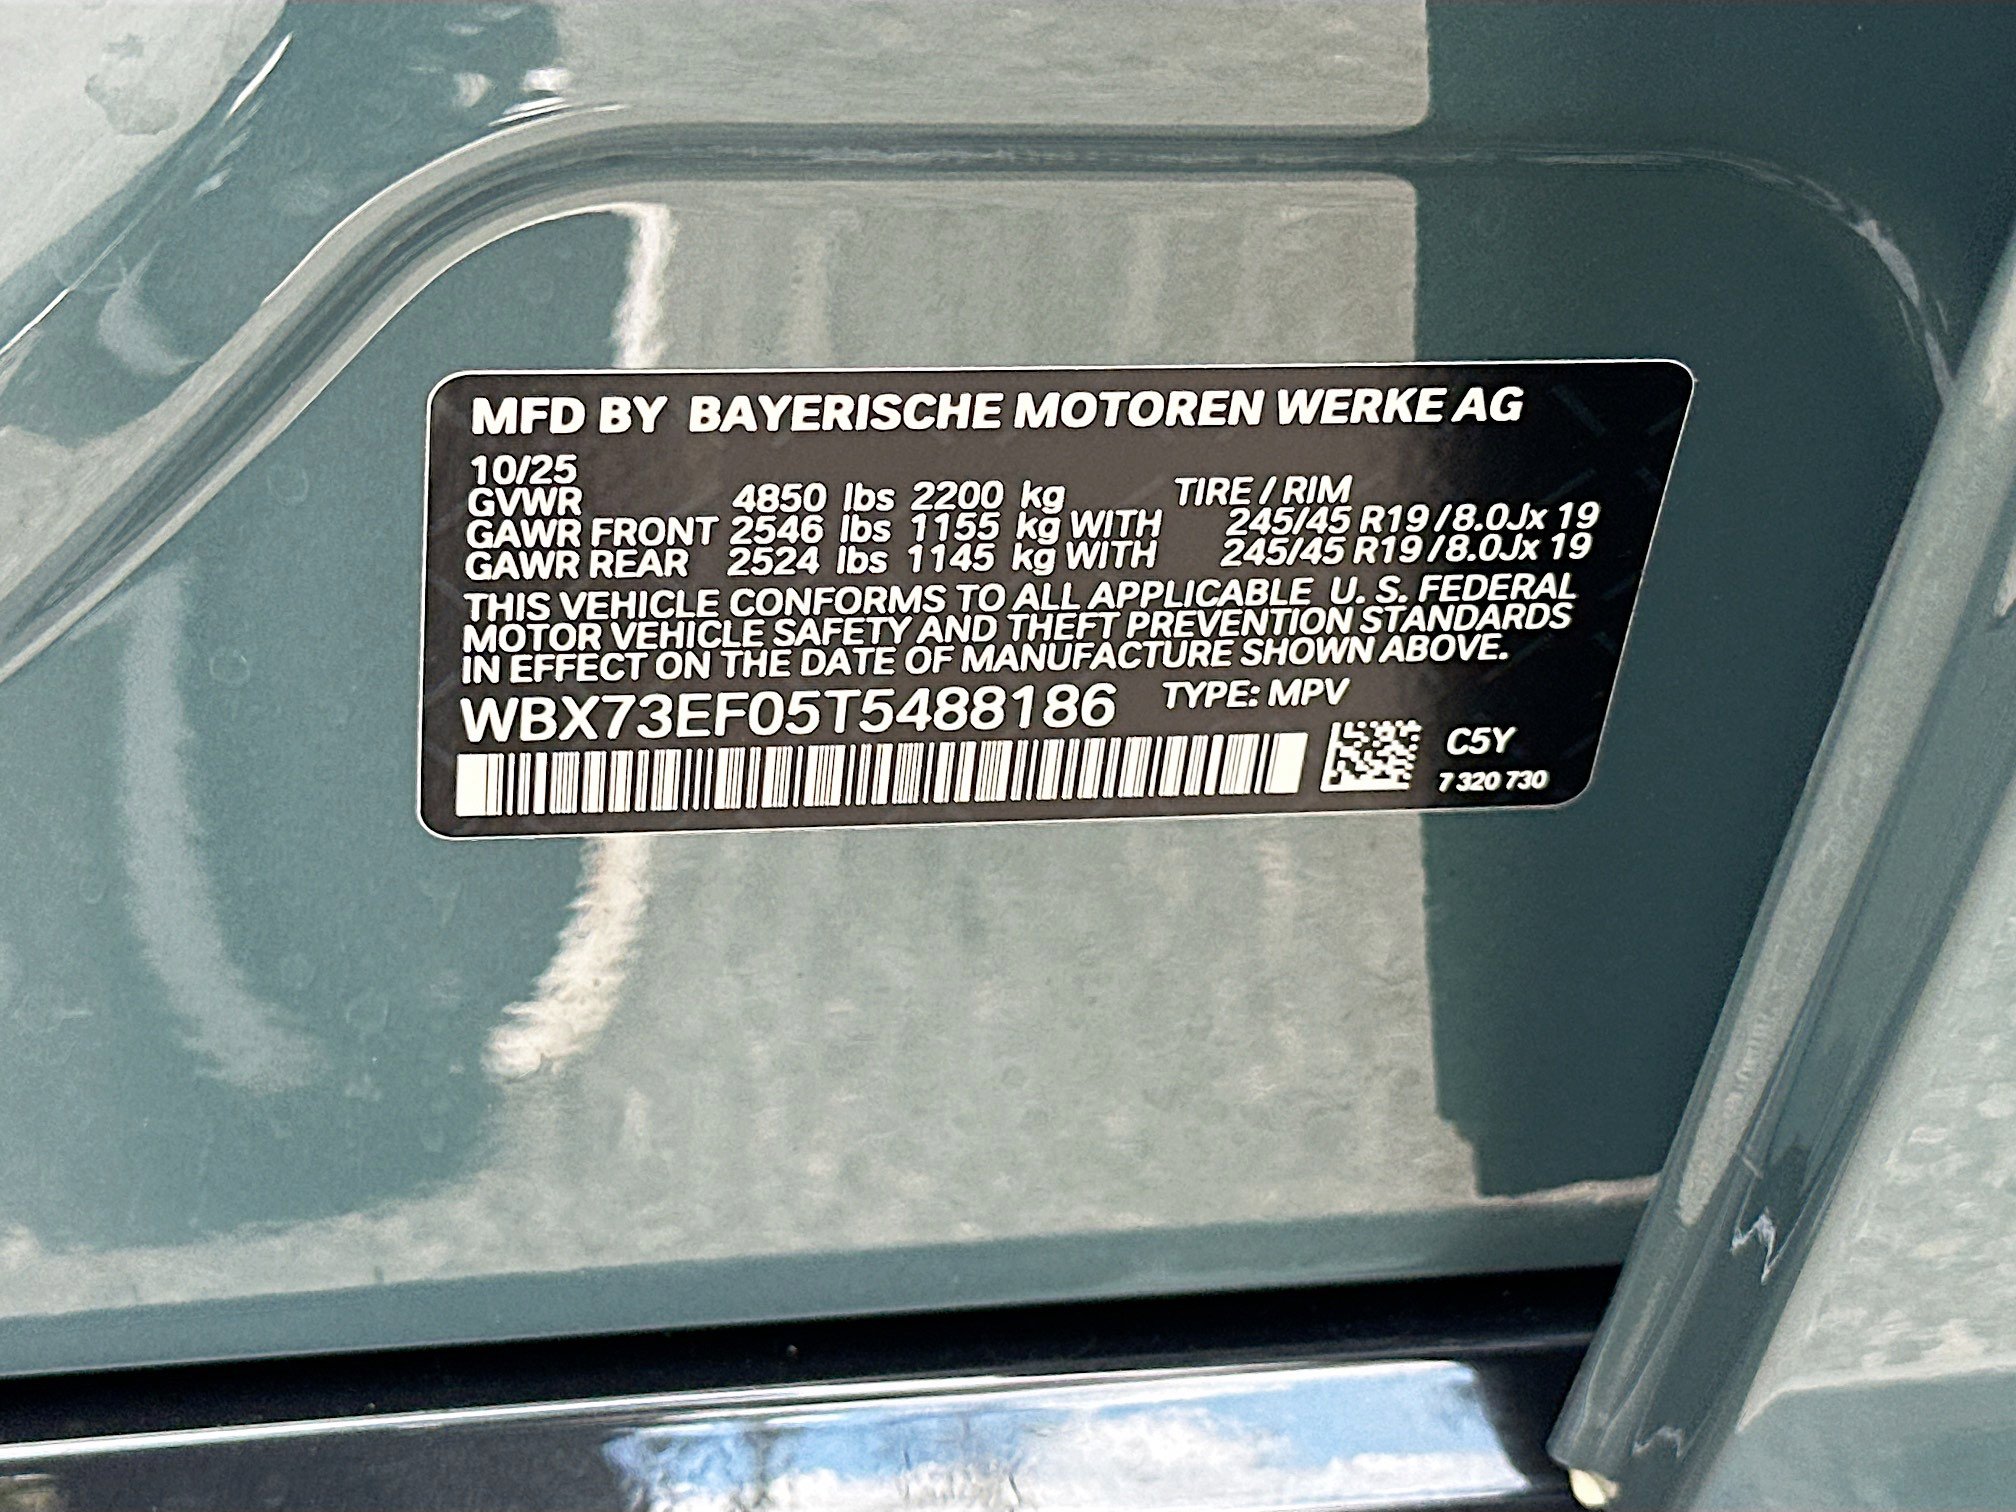 MFD BY BAYERISCHE MOTOREN WERKE AG
10/25
GVWR 4850 lbs 2200 kg TIRE / RIM
GAWR FRONT 2546 lbs 1155 kg WITH 245/45 R19 / 8.0Jx 19
GAWR REAR 2524 lbs 1145 kg WITH 245/45 R19 / 8.0Jx 19
THIS VEHICLE CONFORMS TO ALL APPLICABLE U. S. FEDERAL
MOTOR VEHICLE SAFETY AND THEFT PREVENTION STANDARDS
IN EFFECT ON THE DATE OF MANUFACTURE SHOWN ABOVE.
WBX73EF05T5488186 TYPE: MPV
C5Y
7 320 730